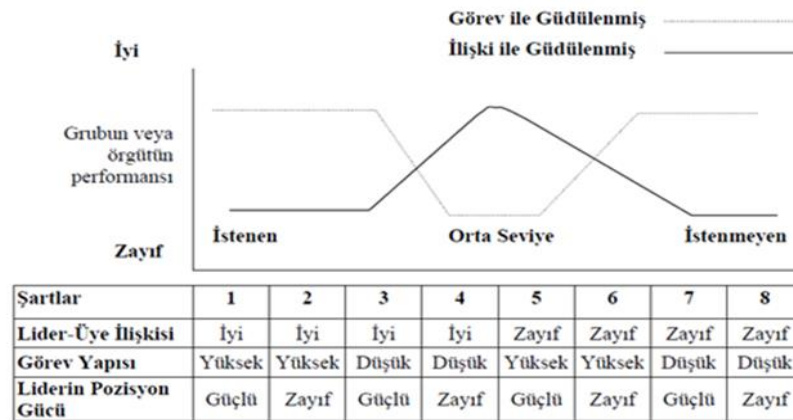 Görev ile Güdülenmiş
İyi
İlişki ile Güdülenmiş
Grubun veya
örgütün
performansı
İstenen Orta Seviye İstenmeyen
Zayıf
Şartlar 1 2 3 4 5 6 7 8
Lider-Üye İlişkisi İyi İyi İyi İyi Zayıf Zayıf Zayıf Zayıf
Görev Yapısı Yüksek Yüksek Düşük Düşük Yüksek Yüksek Düşük Düşük
Liderin Pozisyon
Gücü Güçlü Zayıf Güçlü Zayıf Güçlü Zayıf Güçlü Zayıf